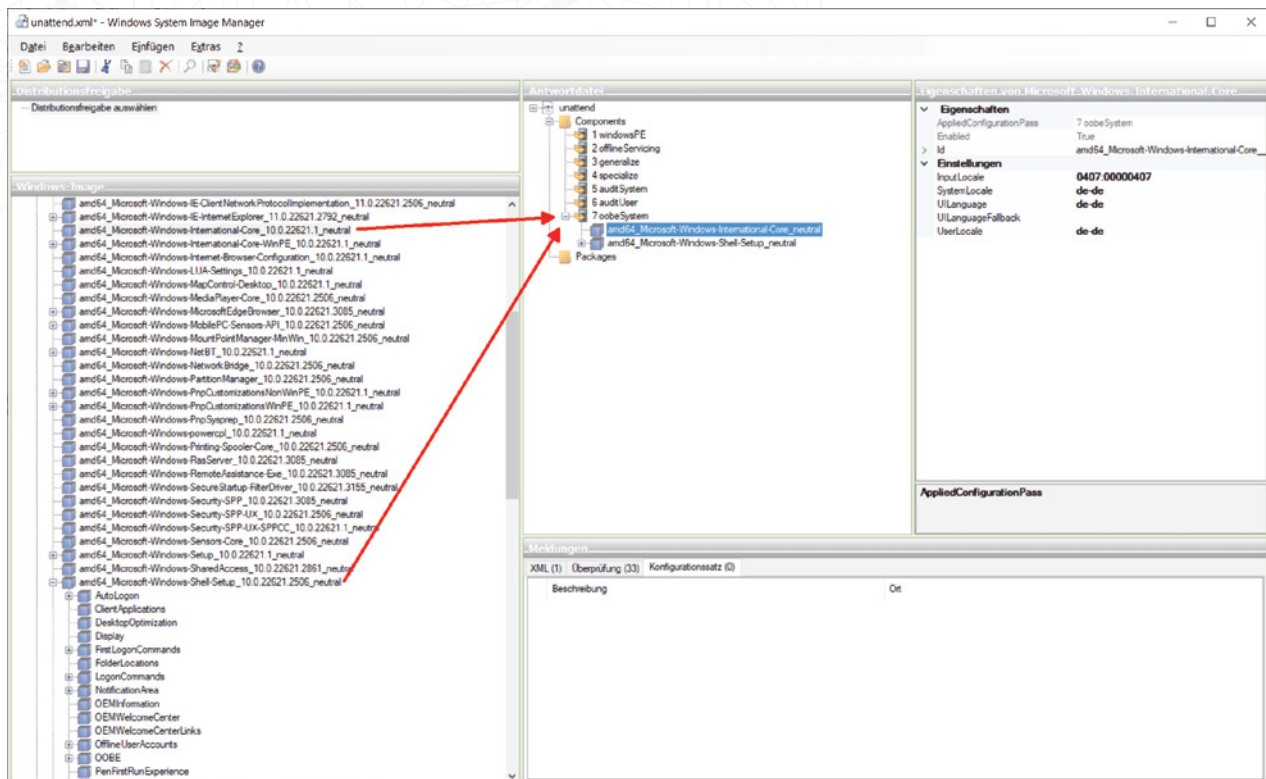 unattend.xml* - Windows System Image Manager
Datei Bearbeiten Einfügen Extras ?
Distributionsfreigabe
Distributionsfreigabe auswählen
Windows-Image
amd64_Microsoft-Windows-IE-ClientNetworkProtocolImplementation_11.0.22621.2506_neutral
amd64_Microsoft-Windows-IE-InternetExplorer_11.0.22621.2792_neutral
amd64_Microsoft-Windows-International-Core_10.0.22621.1_neutral
amd64_Microsoft-Windows-International-Core-WinPE_10.0.22621.1_neutral
amd64_Microsoft-Windows-Internet-Browser-Configuration_10.0.22621.1_neutral
amd64_Microsoft-Windows-LUA-Settings_10.0.22621.1_neutral
amd64_Microsoft-Windows-MapControl-Desktop_10.0.22621.1_neutral
amd64_Microsoft-Windows-MediaPlayer-Core_10.0.22621.2506_neutral
amd64_Microsoft-Windows-MicrosoftEdgeBrowser_10.0.22621.3085_neutral
amd64_Microsoft-Windows-MobilePC-Sensors-API_10.0.22621.2506_neutral
amd64_Microsoft-Windows-MountPointManager-MinWin_10.0.22621.2506_neutral
amd64_Microsoft-Windows-NetBT_10.0.22621.1_neutral
amd64_Microsoft-Windows-NetworkBridge_10.0.22621.2506_neutral
amd64_Microsoft-Windows-PartitionManager_10.0.22621.2506_neutral
amd64_Microsoft-Windows-PnpCustomizationsNonWinPE_10.0.22621.1_neutral
amd64_Microsoft-Windows-PnpCustomizationsWinPE_10.0.22621.1_neutral
amd64_Microsoft-Windows-PnpSysprep_10.0.22621.2506_neutral
amd64_Microsoft-Windows-powercpl_10.0.22621.1_neutral
amd64_Microsoft-Windows-Printing-Spooler-Core_10.0.22621.2506_neutral
amd64_Microsoft-Windows-RasServer_10.0.22621.3085_neutral
amd64_Microsoft-Windows-RemoteAssistance-Exe_10.0.22621.3085_neutral
amd64_Microsoft-Windows-SecureStartup-FilterDriver_10.0.22621.3155_neutral
amd64_Microsoft-Windows-Security-SPP_10.0.22621.3085_neutral
amd64_Microsoft-Windows-Security-SPP-UX_10.0.22621.2506_neutral
amd64_Microsoft-Windows-Security-SPP-UX-SPPCC_10.0.22621.1_neutral
amd64_Microsoft-Windows-Sensors-Core_10.0.22621.2506_neutral
amd64_Microsoft-Windows-Setup_10.0.22621.1_neutral
amd64_Microsoft-Windows-SharedAccess_10.0.22621.2861_neutral
amd64_Microsoft-Windows-Shell-Setup_10.0.22621.2506_neutral
AutoLogon
ClientApplications
DesktopOptimization
Display
FirstLogonCommands
FolderLocations
LogonCommands
NotificationArea
OEMInformation
OEMWelcomeCenter
OEMWelcomeCenterLinks
OfflineUserAccounts
OOBE
PenFirstRunExperience
Antwortdatei
unattend
Components
1 windowsPE
2 offlineServicing
3 generalize
4 specialize
5 auditSystem
6 auditUser
7 oobeSystem
amd64_Microsoft-Windows-International-Core_neutral
amd64_Microsoft-Windows-Shell-Setup_neutral
Packages
Eigenschaften von Microsoft-Windows-International-Core
Eigenschaften
AppliedConfigurationPass 7 oobeSystem
Enabled True
Id amd64_Microsoft-Windows-International-Core_
Einstellungen
InputLocale 0407:00000407
SystemLocale de-de
UILanguage de-de
UILanguageFallback
UserLocale de-de
AppliedConfigurationPass
Meldungen
XML (1) Überprüfung (33) Konfigurationssatz (0)
Beschreibung Ort